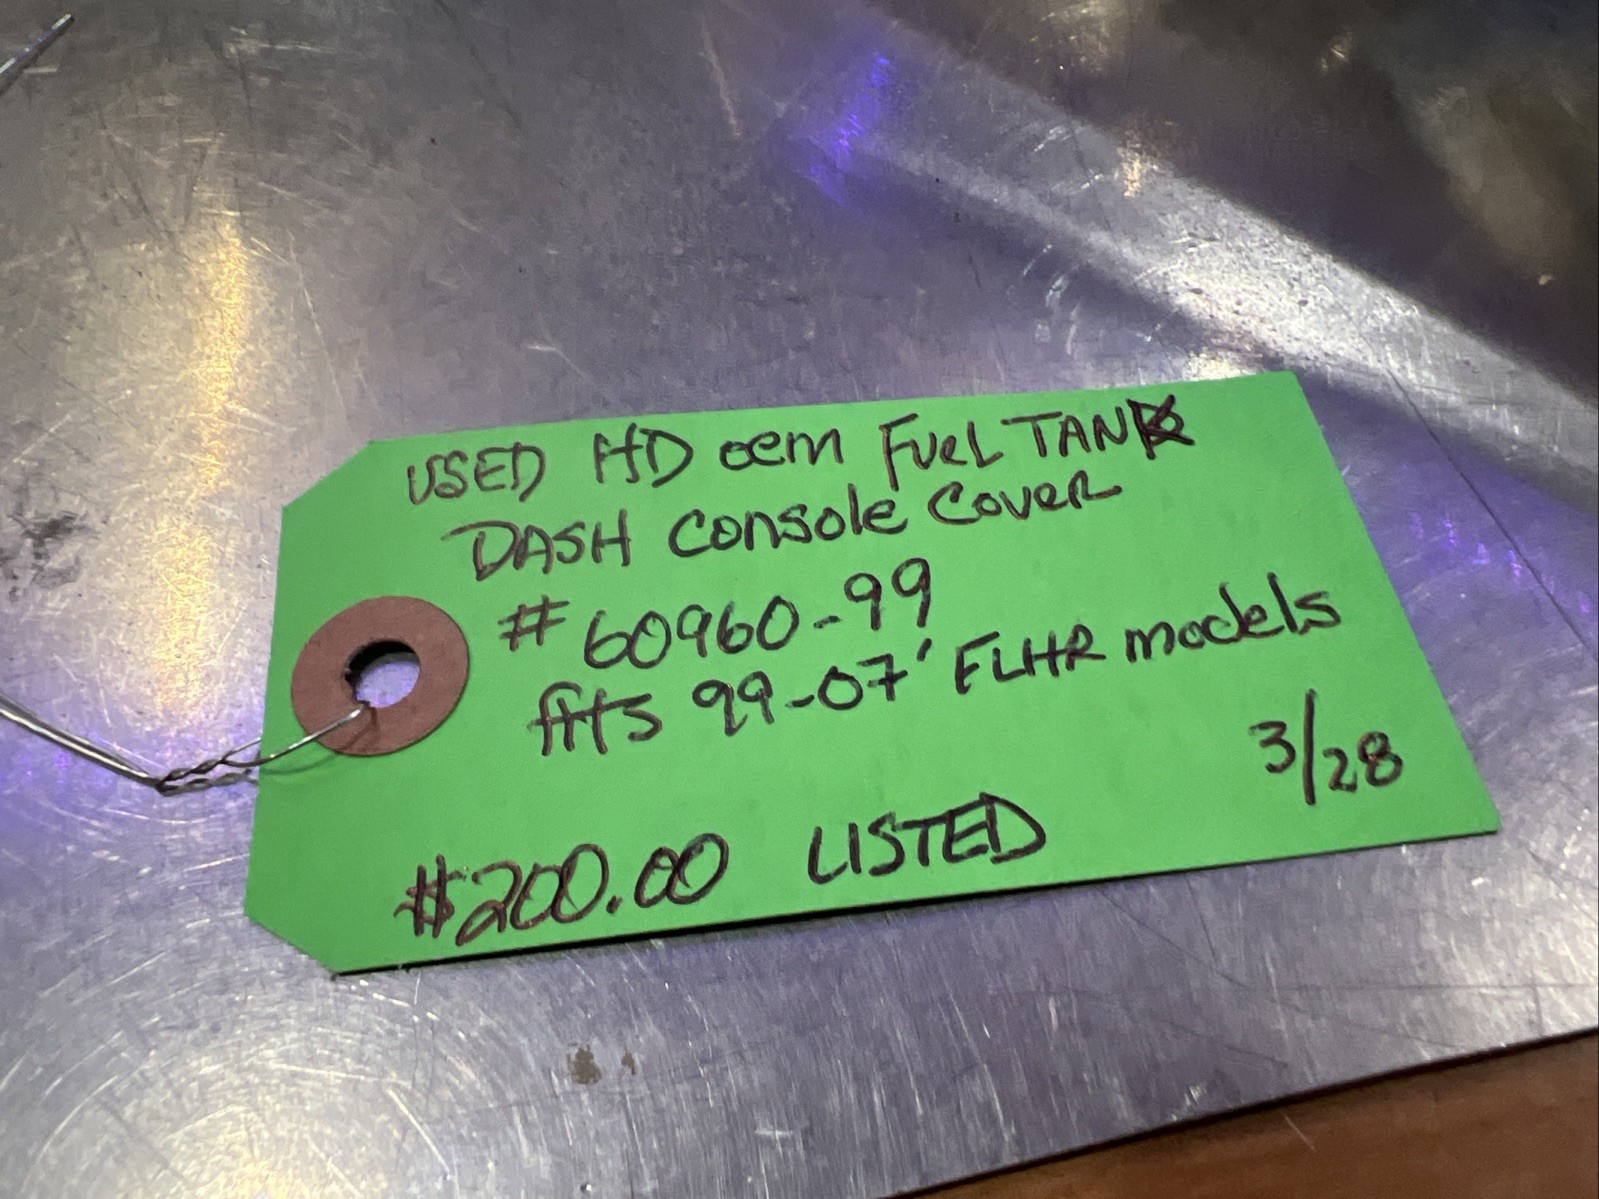 USED HD oem FUEL TANK
DASH Console Cover
# 60960-99
fits 99-07' FLHR models
3/28
$200.00 LISTED